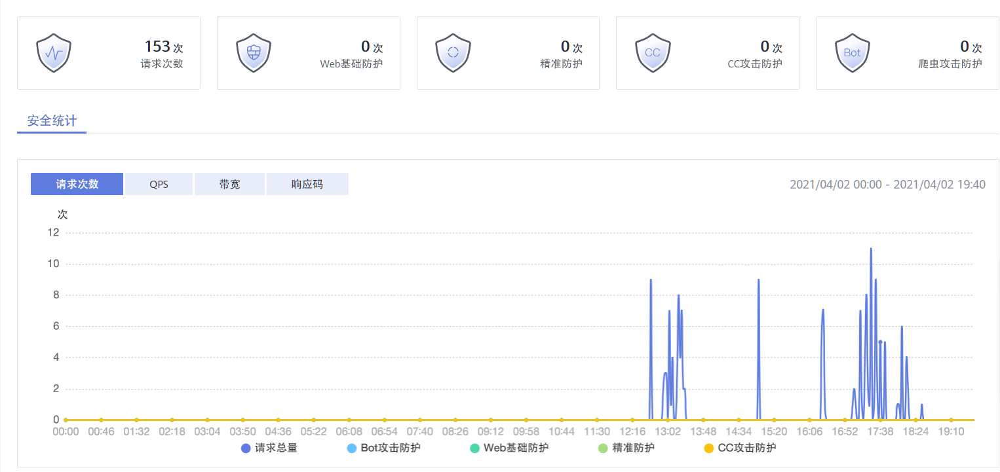 153 次
请求次数
0 次
Web基础防护
0 次
精准防护
CC
0 次
CC攻击防护
Bot
0 次
爬虫攻击防护
安全统计
请求次数 QPS 带宽 响应码 2021/04/02 00:00 - 2021/04/02 19:40
次
12
10
8
6
4
2
0
00:00 00:46 01:32 02:18 03:04 03:50 04:36 05:22 06:08 06:54 07:40 08:26 09:12 09:58 10:44 11:30 12:16 13:02 13:48 14:34 15:20 16:06 16:52 17:38 18:24 19:10
请求总量 Bot攻击防护 Web基础防护 精准防护 CC攻击防护